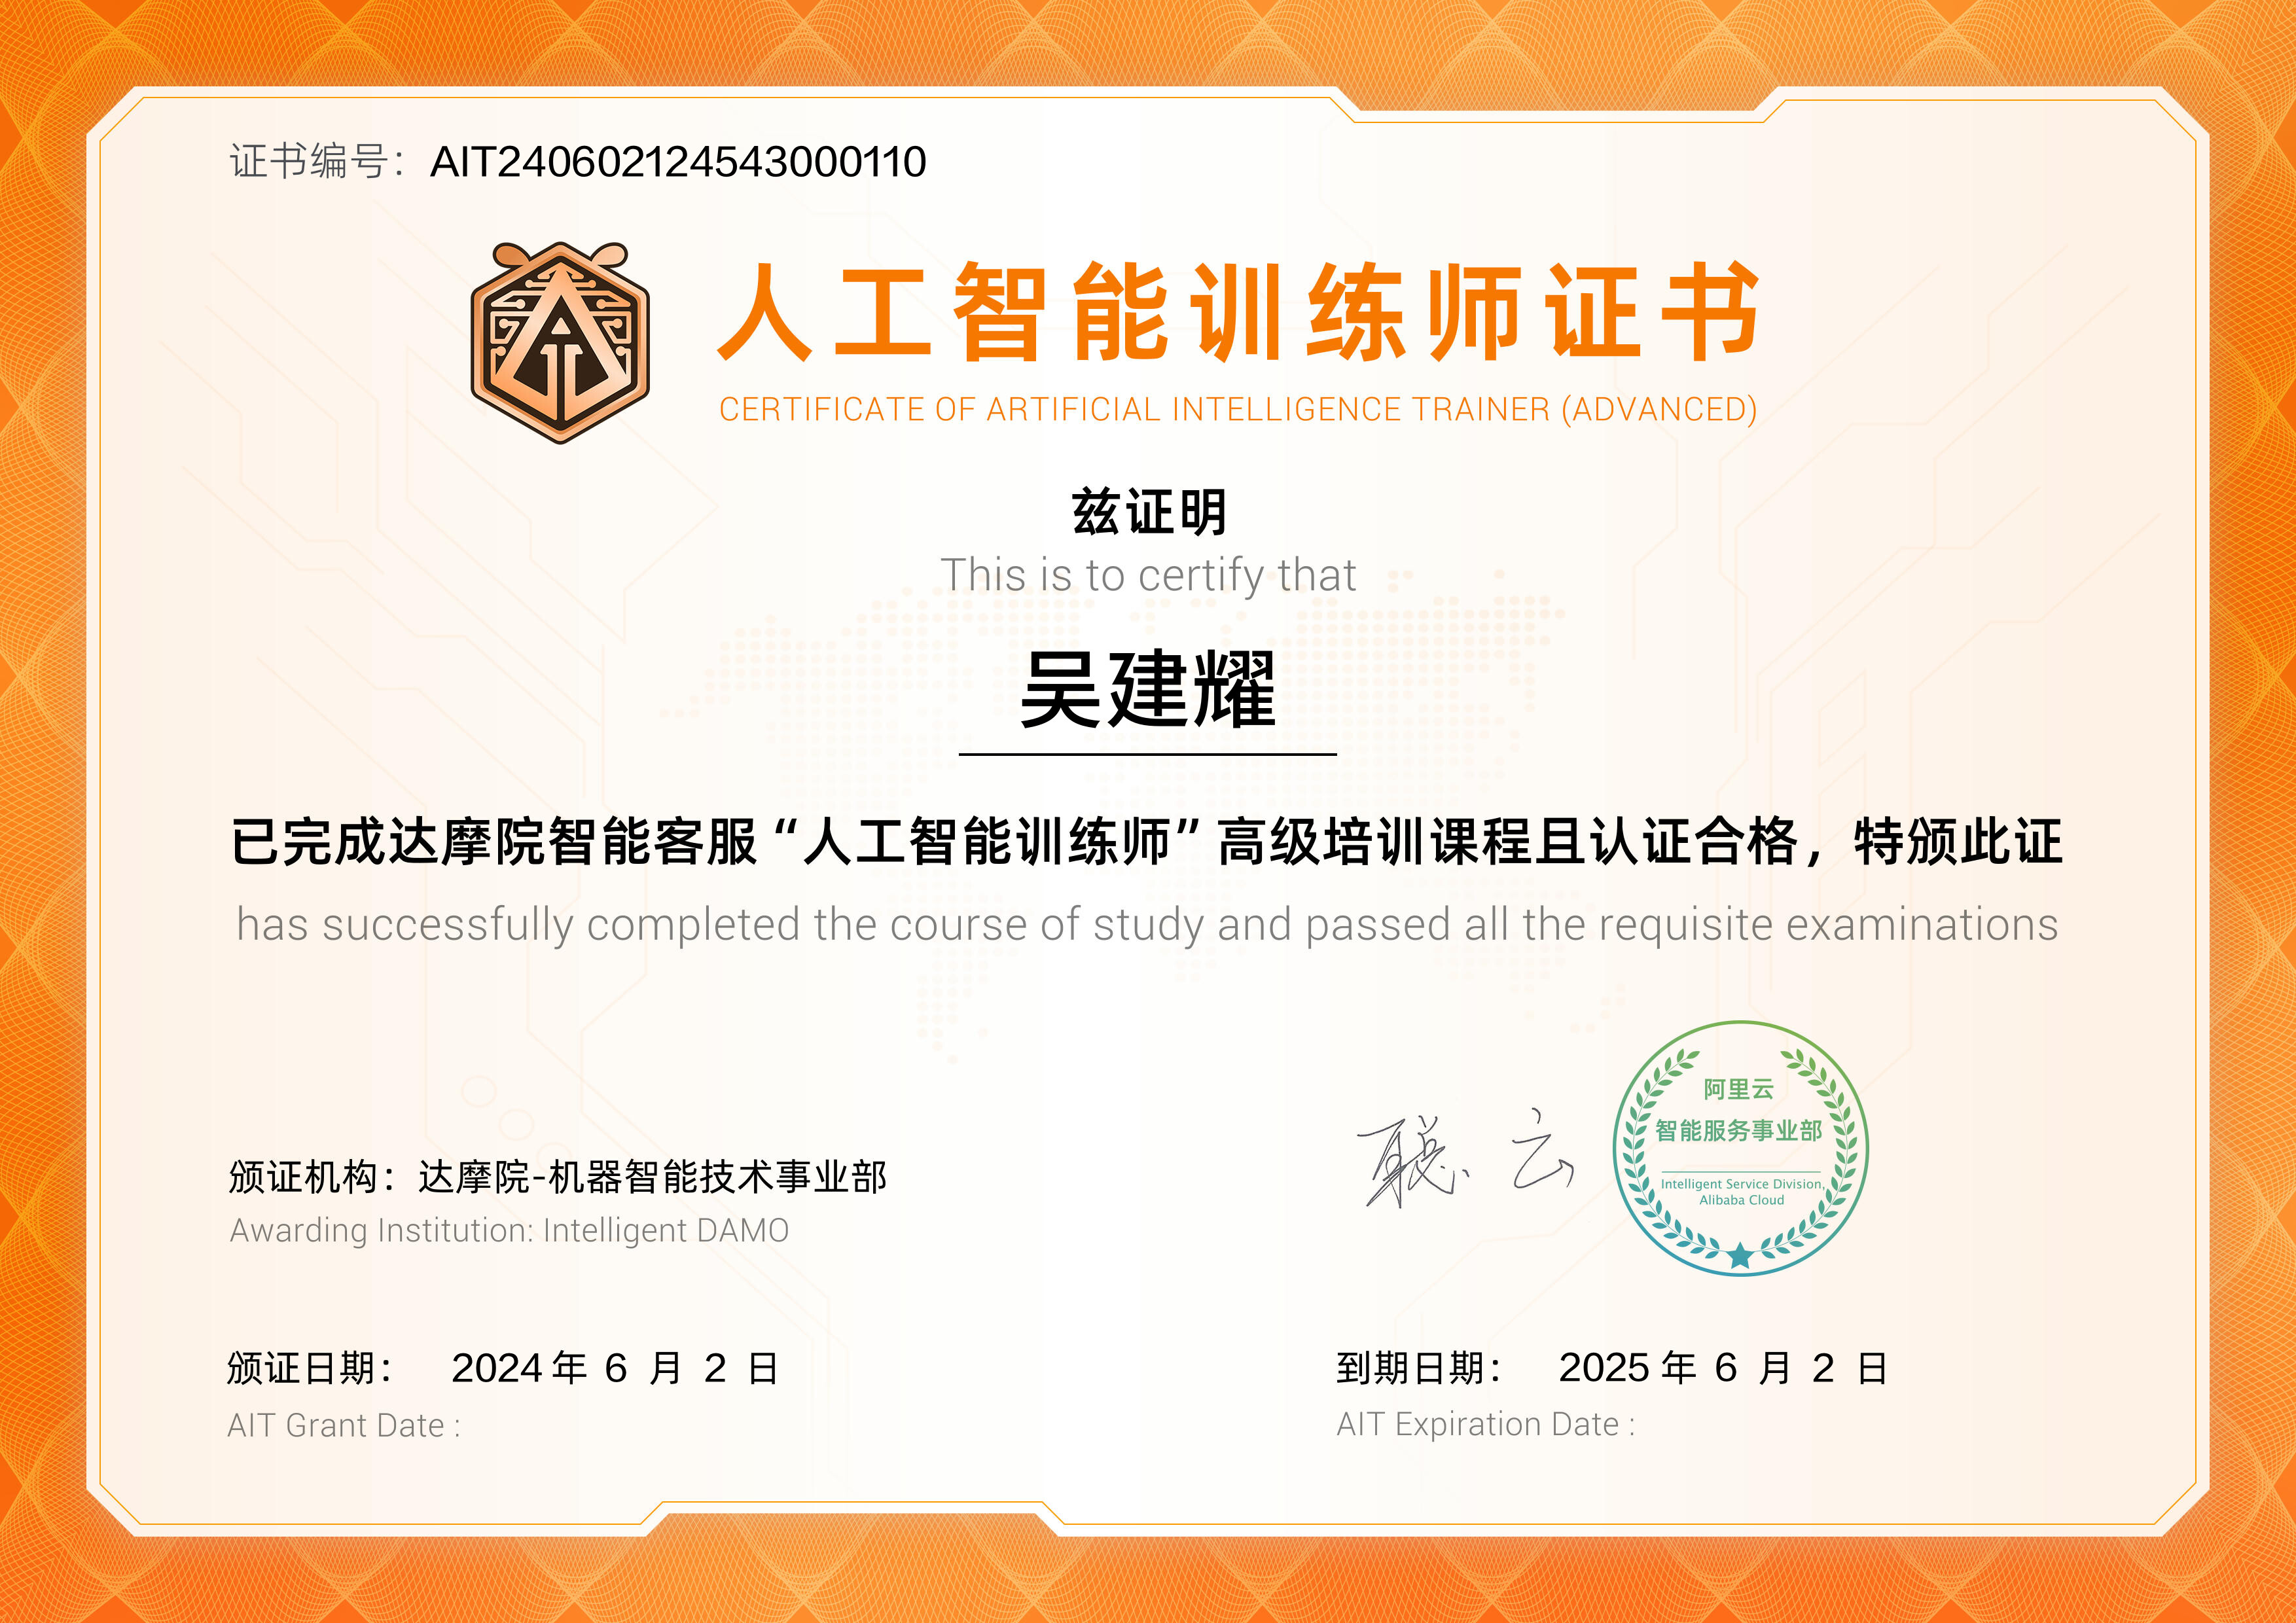 证书编号：AIT240602124543000110
人工智能训练师证书
CERTIFICATE OF ARTIFICIAL INTELLIGENCE TRAINER (ADVANCED)
兹证明
This is to certify that
吴建耀
已完成达摩院智能客服“人工智能训练师”高级培训课程且认证合格，特颁此证
has successfully completed the course of study and passed all the requisite examinations
聪、云
阿里云
智能服务事业部
Intelligent Service Division,
Alibaba Cloud
颁证机构：达摩院-机器智能技术事业部
Awarding Institution: Intelligent DAMO
颁证日期： 2024 年 6 月 2 日
AIT Grant Date :
到期日期： 2025 年 6 月 2 日
AIT Expiration Date :